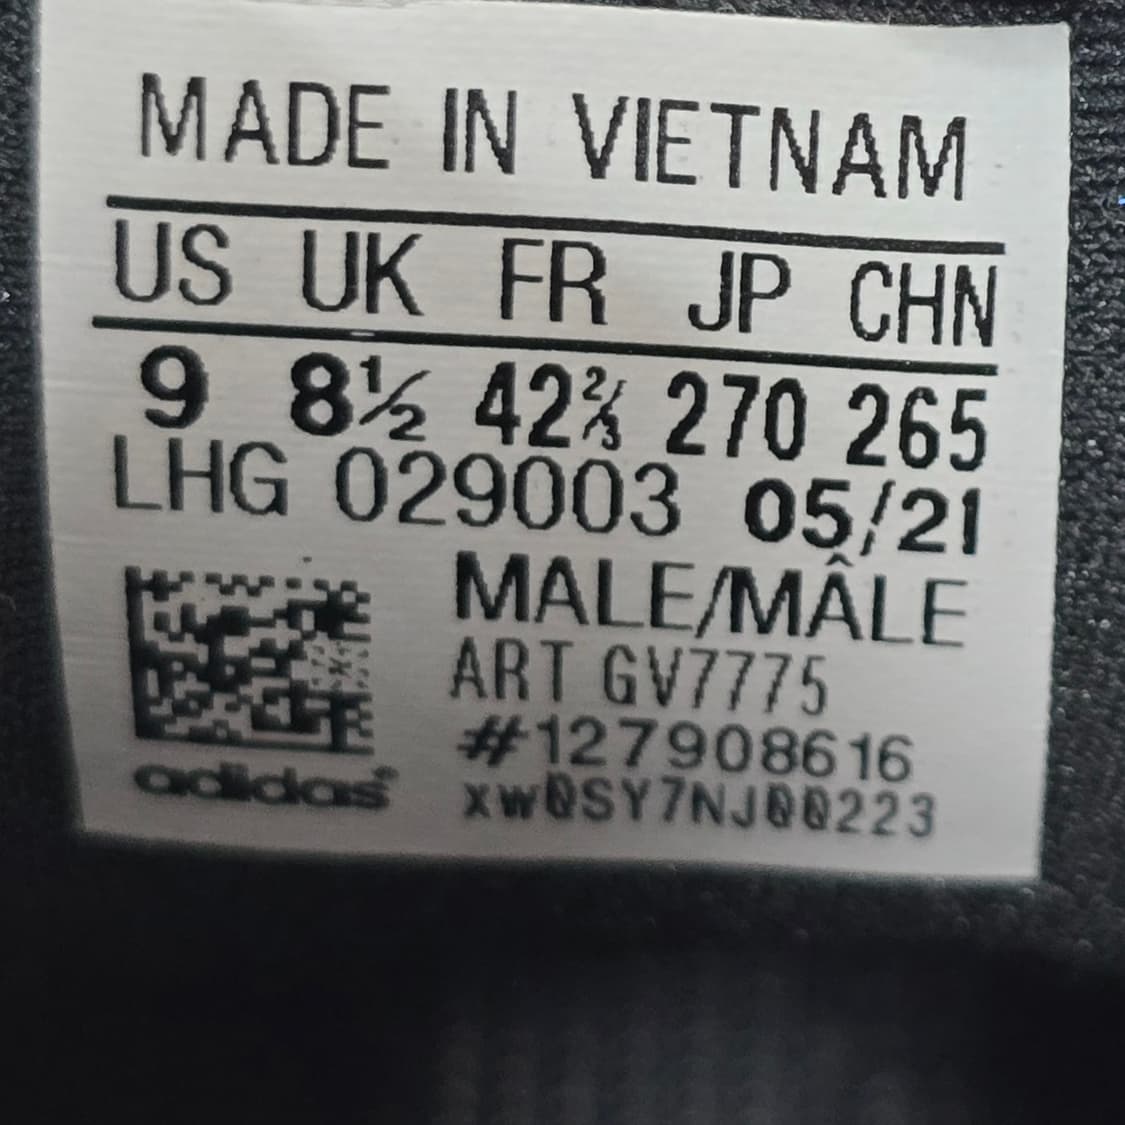 MADE IN VIETNAM
US UK FR JP CHN
9 8½ 42⅔ 270 265
LHG 029003 05/21
MALE/MÂLE
ART GV7775
#127908616
xw0SY7NJ00223
adidas